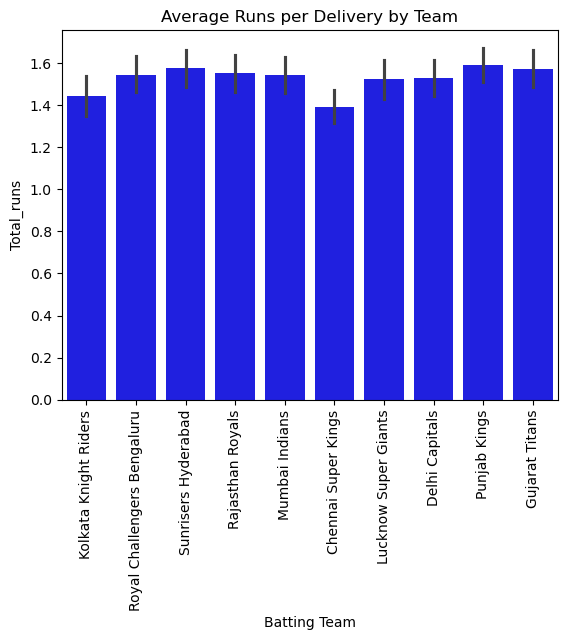 Average Runs per Delivery by Team
Total_runs
1.6
1.4
1.2
1.0
0.8
0.6
0.4
0.2
0.0
Kolkata Knight Riders
Royal Challengers Bengaluru
Sunrisers Hyderabad
Rajasthan Royals
Mumbai Indians
Chennai Super Kings
Lucknow Super Giants
Delhi Capitals
Punjab Kings
Gujarat Titans
Batting Team